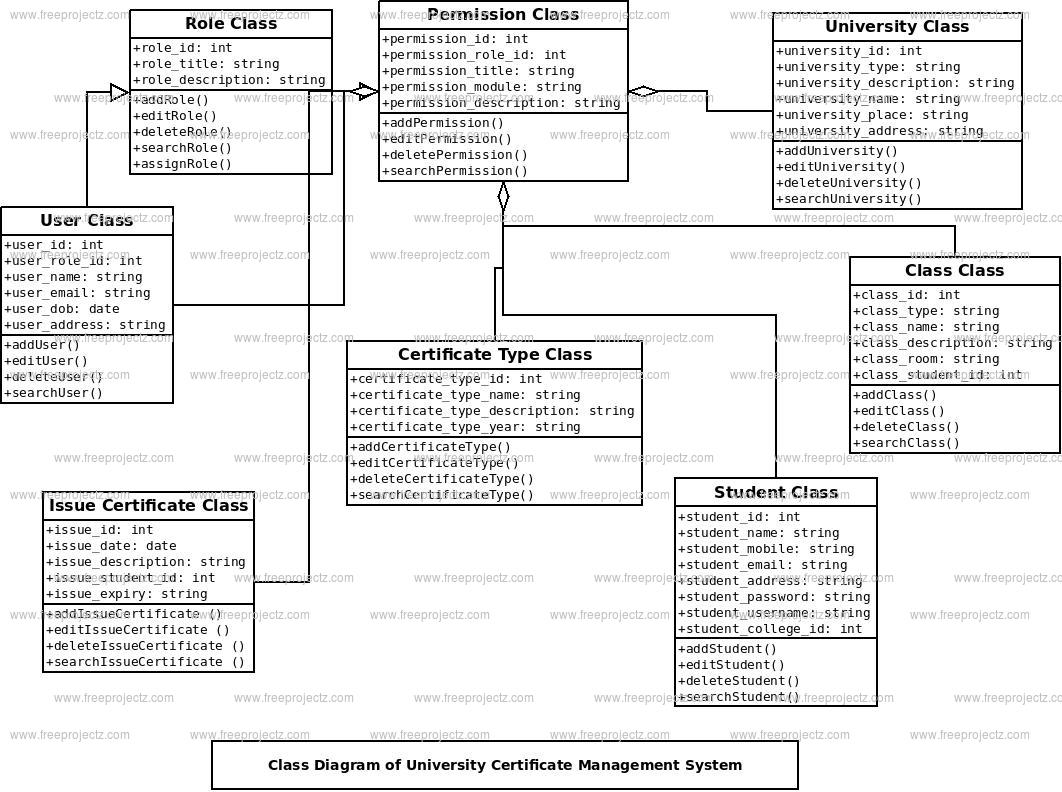 Role Class
+role_id: int
+role_title: string
+role_description: string
+addRole()
+editRole()
+deleteRole()
+searchRole()
+assignRole()
Permission Class
+permission_id: int
+permission_role_id: int
+permission_title: string
+permission_module: string
+permission_description: string
+addPermission()
+editPermission()
+deletePermission()
+searchPermission()
University Class
+university_id: int
+university_type: string
+university_description: string
+university_name: string
+university_place: string
+university_address: string
+addUniversity()
+editUniversity()
+deleteUniversity()
+searchUniversity()
User Class
+user_id: int
+user_role_id: int
+user_name: string
+user_email: string
+user_dob: date
+user_address: string
+addUser()
+editUser()
+deleteUser()
+searchUser()
Class Class
+class_id: int
+class_type: string
+class_name: string
+class_description: string
+class_room: string
+class_student_id: int
+addClass()
+editClass()
+deleteClass()
+searchClass()
Certificate Type Class
+certificate_type_id: int
+certificate_type_name: string
+certificate_type_description: string
+certificate_type_year: string
+addCertificateType()
+editCertificateType()
+deleteCertificateType()
+searchCertificateType()
Issue Certificate Class
+issue_id: int
+issue_date: date
+issue_description: string
+issue_student_id: int
+issue_expiry: string
+addIssueCertificate ()
+editIssueCertificate ()
+deleteIssueCertificate ()
+searchIssueCertificate ()
Student Class
+student_id: int
+student_name: string
+student_mobile: string
+student_email: string
+student_address: string
+student_password: string
+student_username: string
+student_college_id: int
+addStudent()
+editStudent()
+deleteStudent()
+searchStudent()
Class Diagram of University Certificate Management System
www.freeprojectz.com